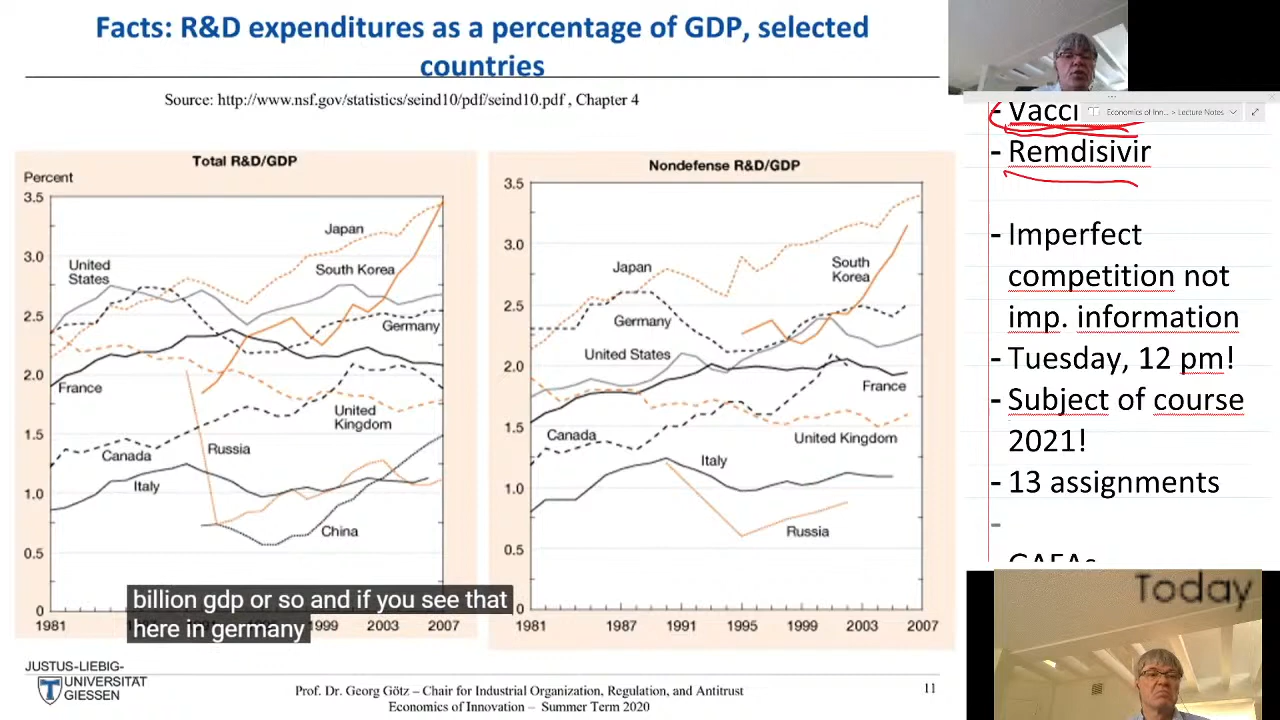 Facts: R&D expenditures as a percentage of GDP, selected
countries
Source: http://www.nsf.gov/statistics/seind10/pdf/seind10.pdf , Chapter 4
Total R&D/GDP
Percent
3.5
3.0
2.5
2.0
1.5
1.0
0.5
0
Japan
United
States
South Korea
Germany
France
United
Kingdom
Canada
Russia
Italy
China
1981
2003
2007
Nondefense R&D/GDP
3.5
3.0
2.5
2.0
1.5
1.0
0.5
0
Japan
South
Korea
Germany
United States
France
Canada
United Kingdom
Italy
Russia
1981
1987
1991
1995
1999
2003
2007
billion gdp or so and if you see that
here in germany
JUSTUS-LIEBIG-
UNIVERSITAT
GIESSEN
Prof. Dr. Georg Götz – Chair for Industrial Organization, Regulation, and Antitrust
Economics of Innovation – Summer Term 2020
11
- Vacci
Economics of Inn... > Lecture Notes
- Remdisivir
- Imperfect
competition not
imp. information
- Tuesday, 12 pm!
- Subject of course
2021!
- 13 assignments
-
GAFAs
Today